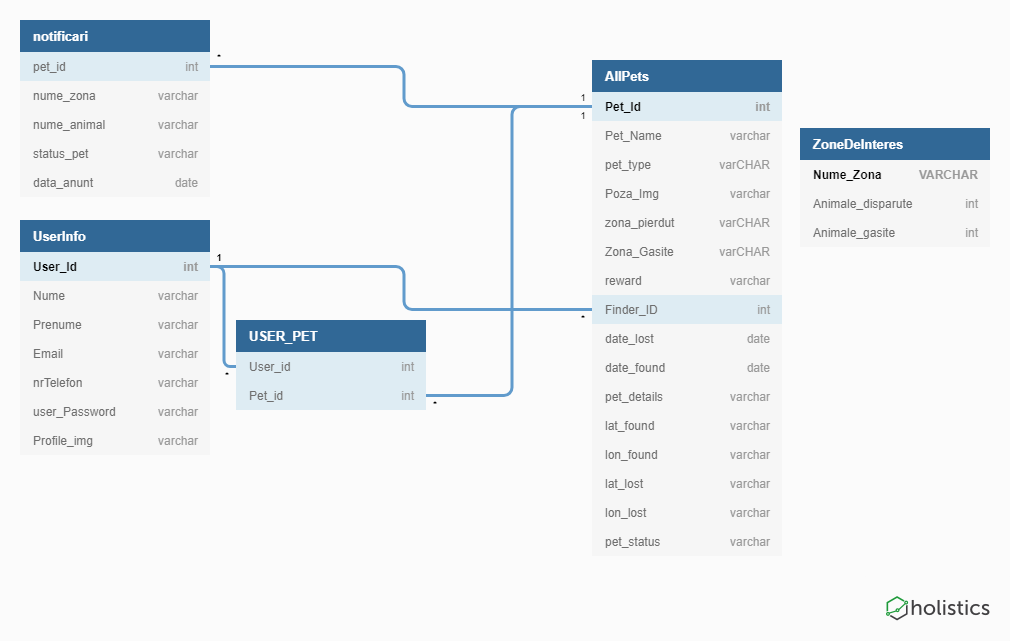 notificari
pet_id int
nume_zona varchar
nume_animal varchar
status_pet varchar
data_anunt date
*
UserInfo
User_Id int
Nume varchar
Prenume varchar
Email varchar
nrTelefon varchar
user_Password varchar
Profile_img varchar
1
*
USER_PET
User_id int
Pet_id int
*
1
1
*
AllPets
Pet_Id int
Pet_Name varchar
pet_type varCHAR
Poza_Img varchar
zona_pierdut varCHAR
Zona_Gasite varCHAR
reward varchar
Finder_ID int
date_lost date
date_found date
pet_details varchar
lat_found varchar
lon_found varchar
lat_lost varchar
lon_lost varchar
pet_status varchar
ZoneDeInteres
Nume_Zona VARCHAR
Animale_disparute int
Animale_gasite int
holistics